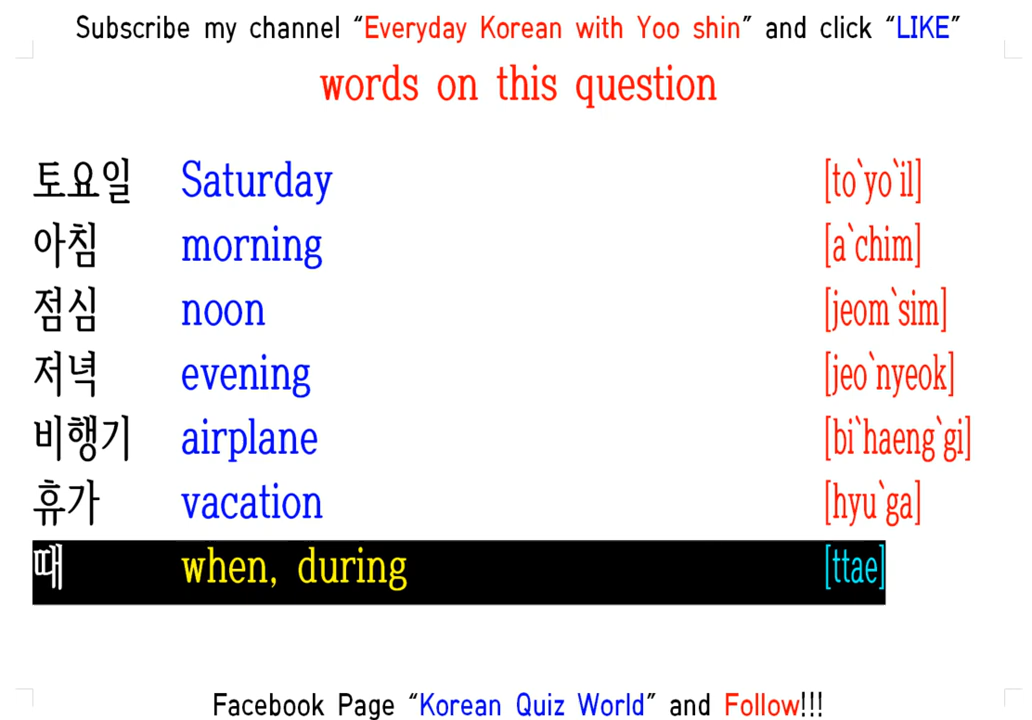 Subscribe my channel “Everyday Korean with Yoo shin” and click “LIKE”
words on this question
토요일 Saturday [to`yo`il]
아침 morning [a`chim]
점심 noon [jeom`sim]
저녁 evening [jeo`nyeok]
비행기 airplane [bi`haeng`gi]
휴가 vacation [hyu`ga]
때 when, during [ttae]
Facebook Page “Korean Quiz World” and Follow!!!